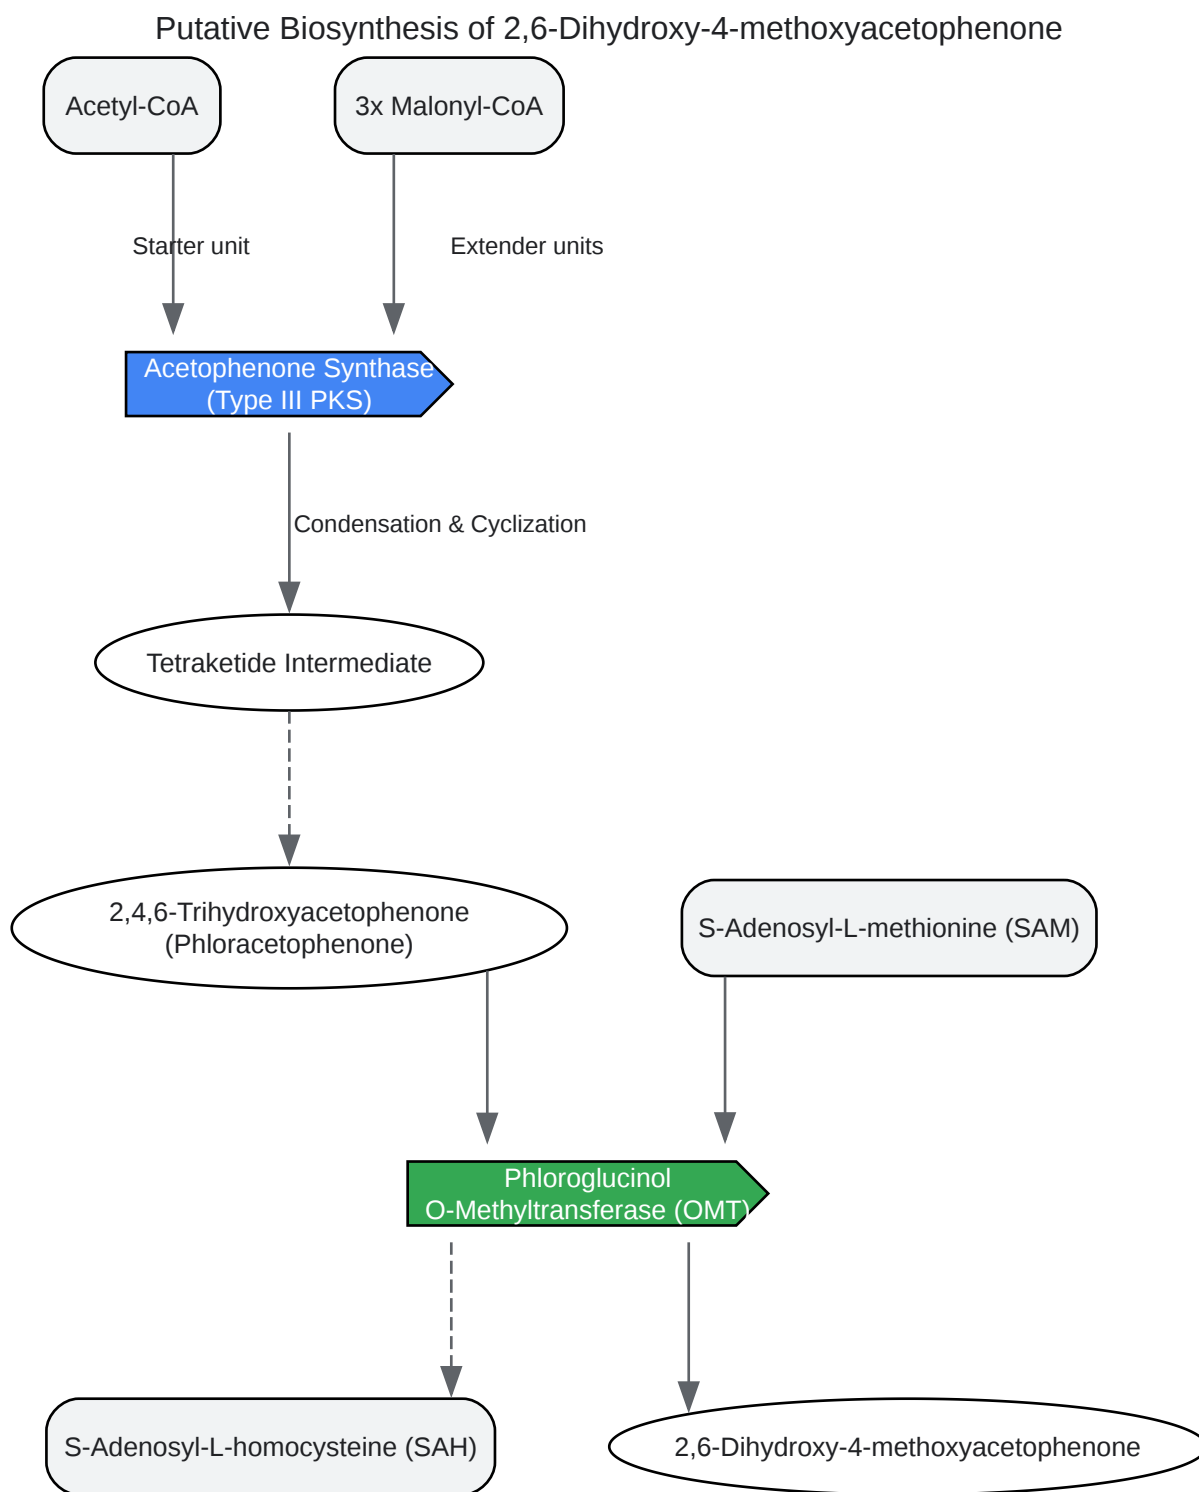 Putative Biosynthesis of 2,6-Dihydroxy-4-methoxyacetophenone
Acetyl-CoA
3x Malonyl-CoA
Starter unit
Extender units
Acetophenone Synthase
(Type III PKS)
Condensation & Cyclization
Tetraketide Intermediate
2,4,6-Trihydroxyacetophenone
(Phloracetophenone)
S-Adenosyl-L-methionine (SAM)
Phloroglucinol
O-Methyltransferase (OMT)
S-Adenosyl-L-homocysteine (SAH)
2,6-Dihydroxy-4-methoxyacetophenone